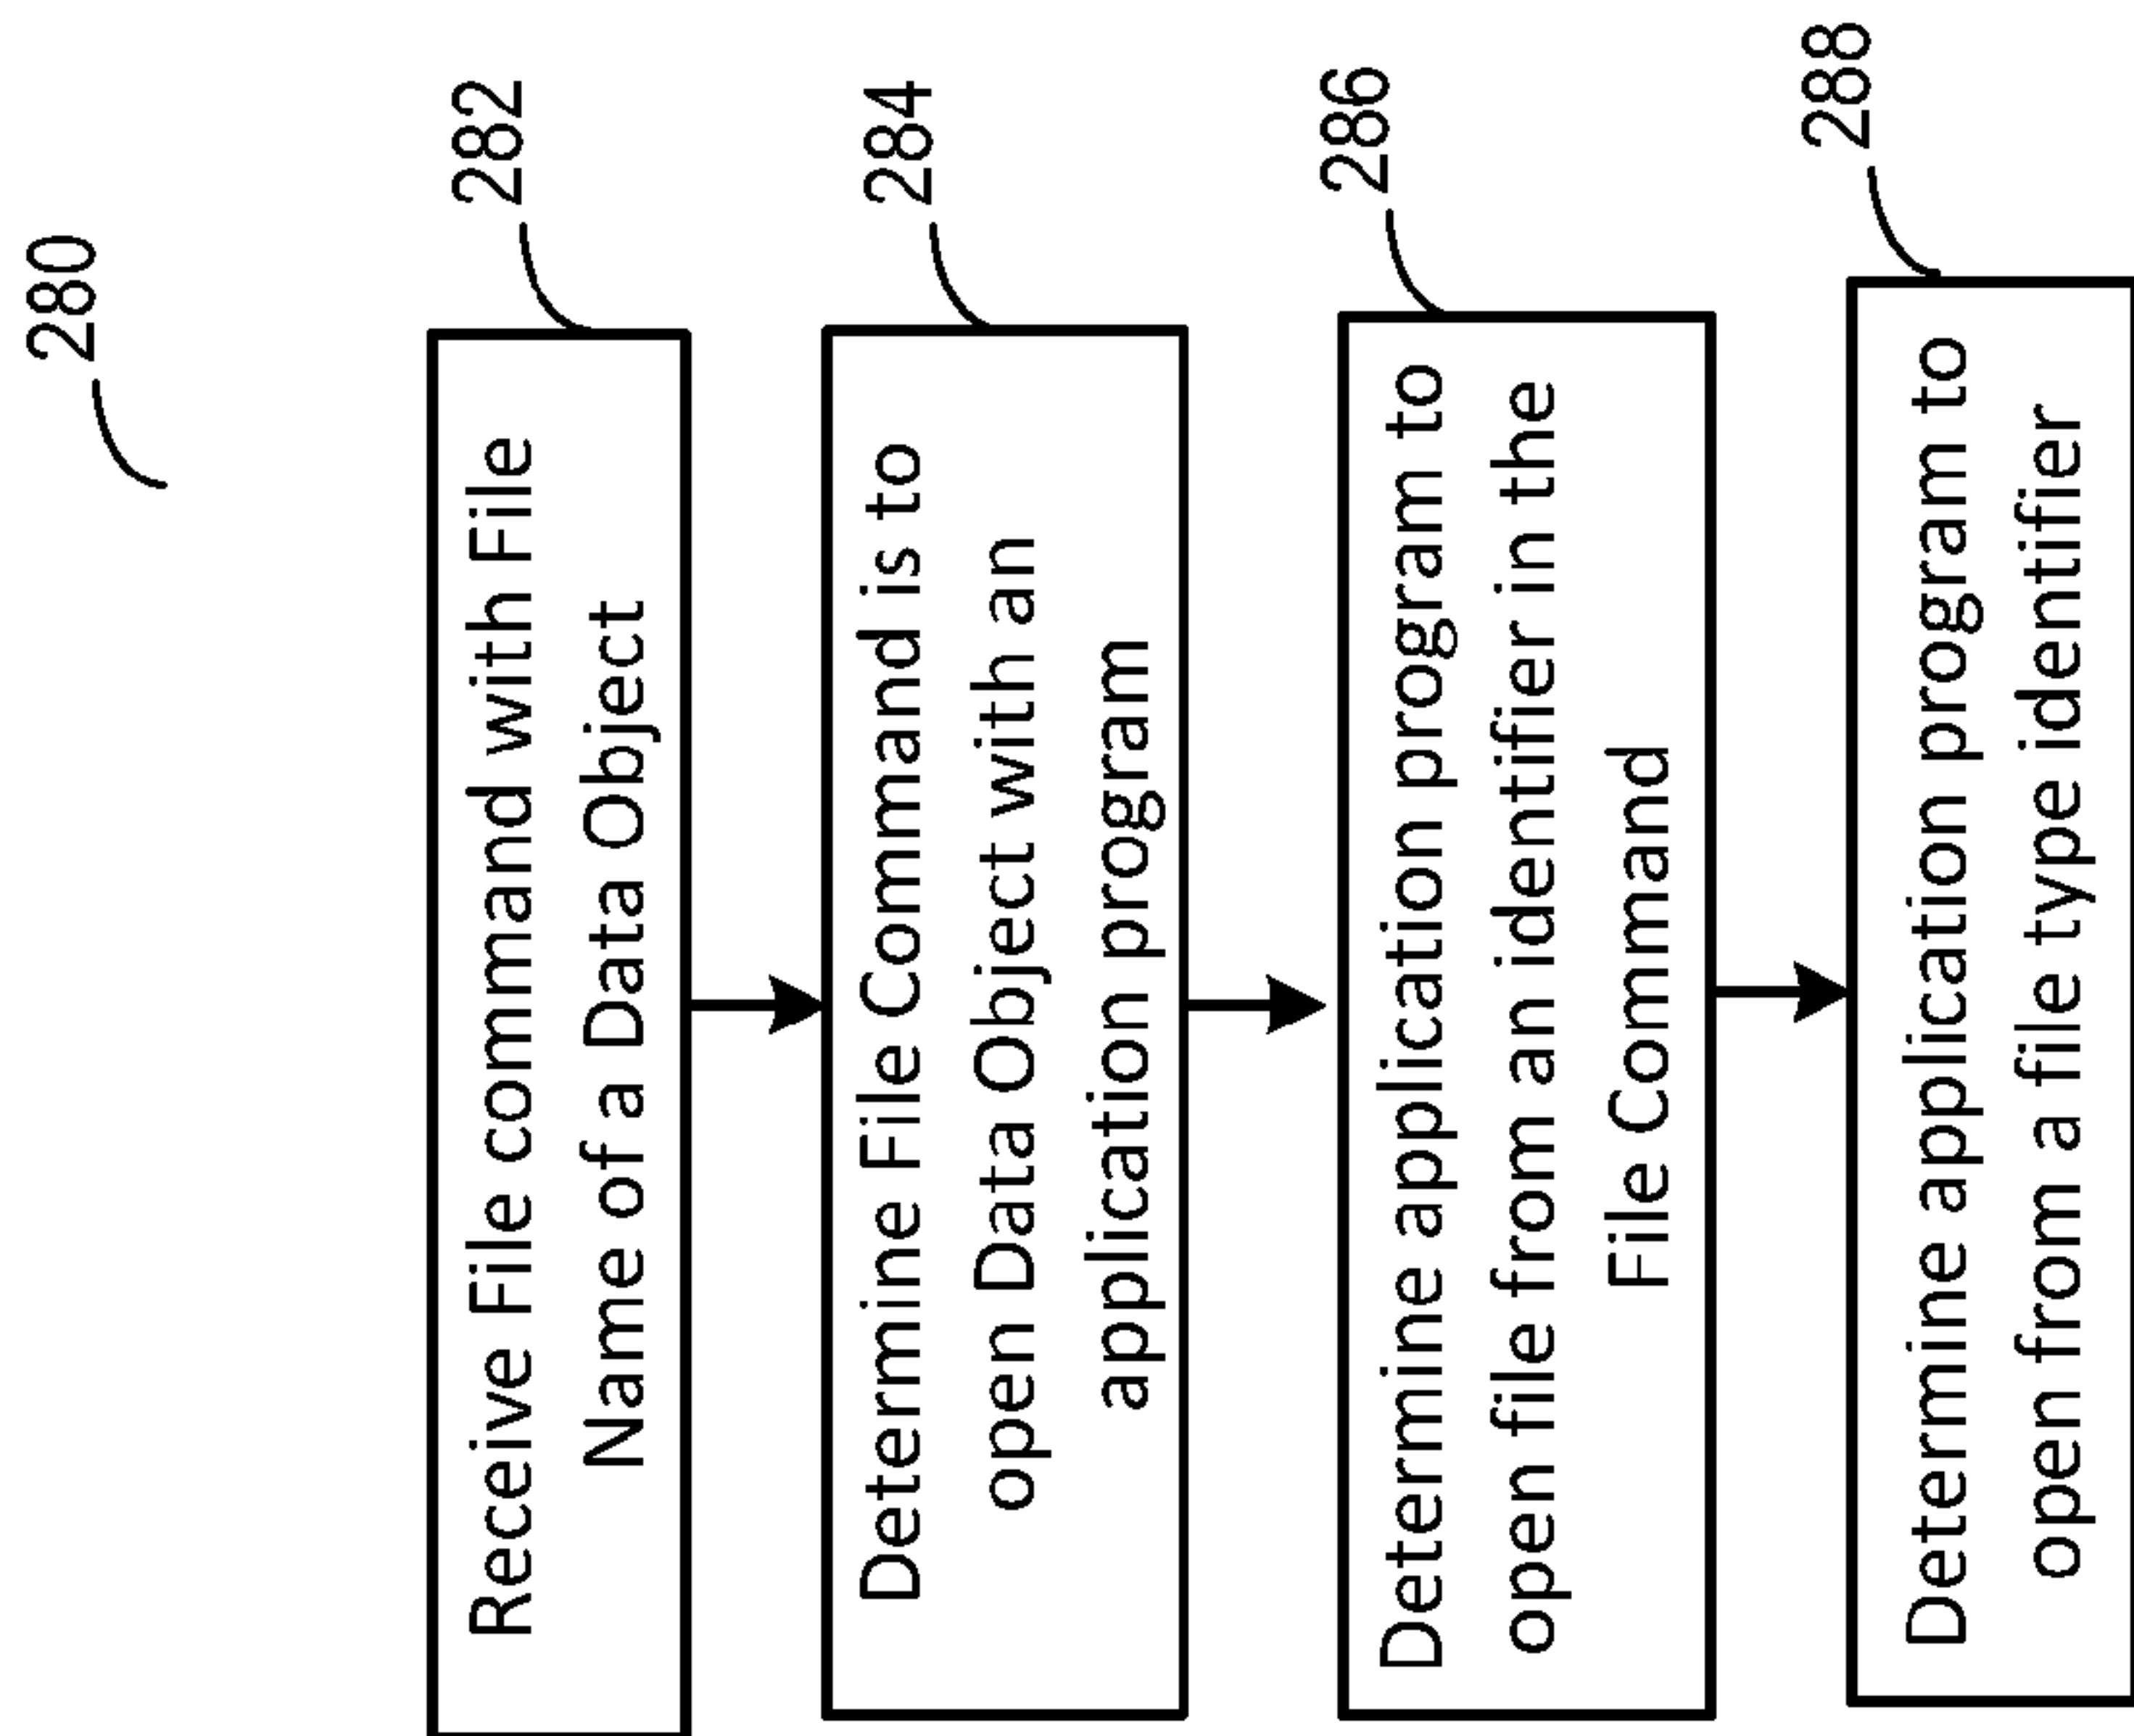 280
282
Receive File command with File
Name of a Data Object
284
Determine File Command is to
open Data Object with an
application program
286
Determine application program to
open file from an identifier in the
File Command
288
Determine application program to
open from a file type identifier